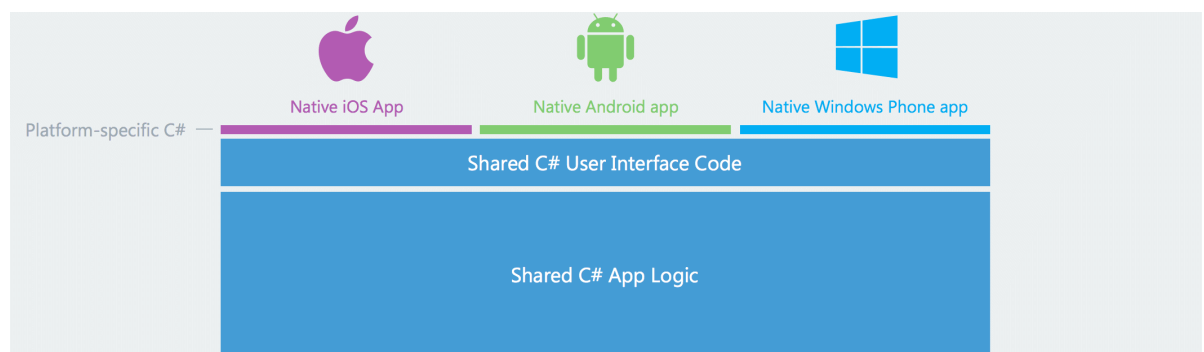 Native iOS App
Native Android app
Native Windows Phone app
Platform-specific C#
Shared C# User Interface Code
Shared C# App Logic